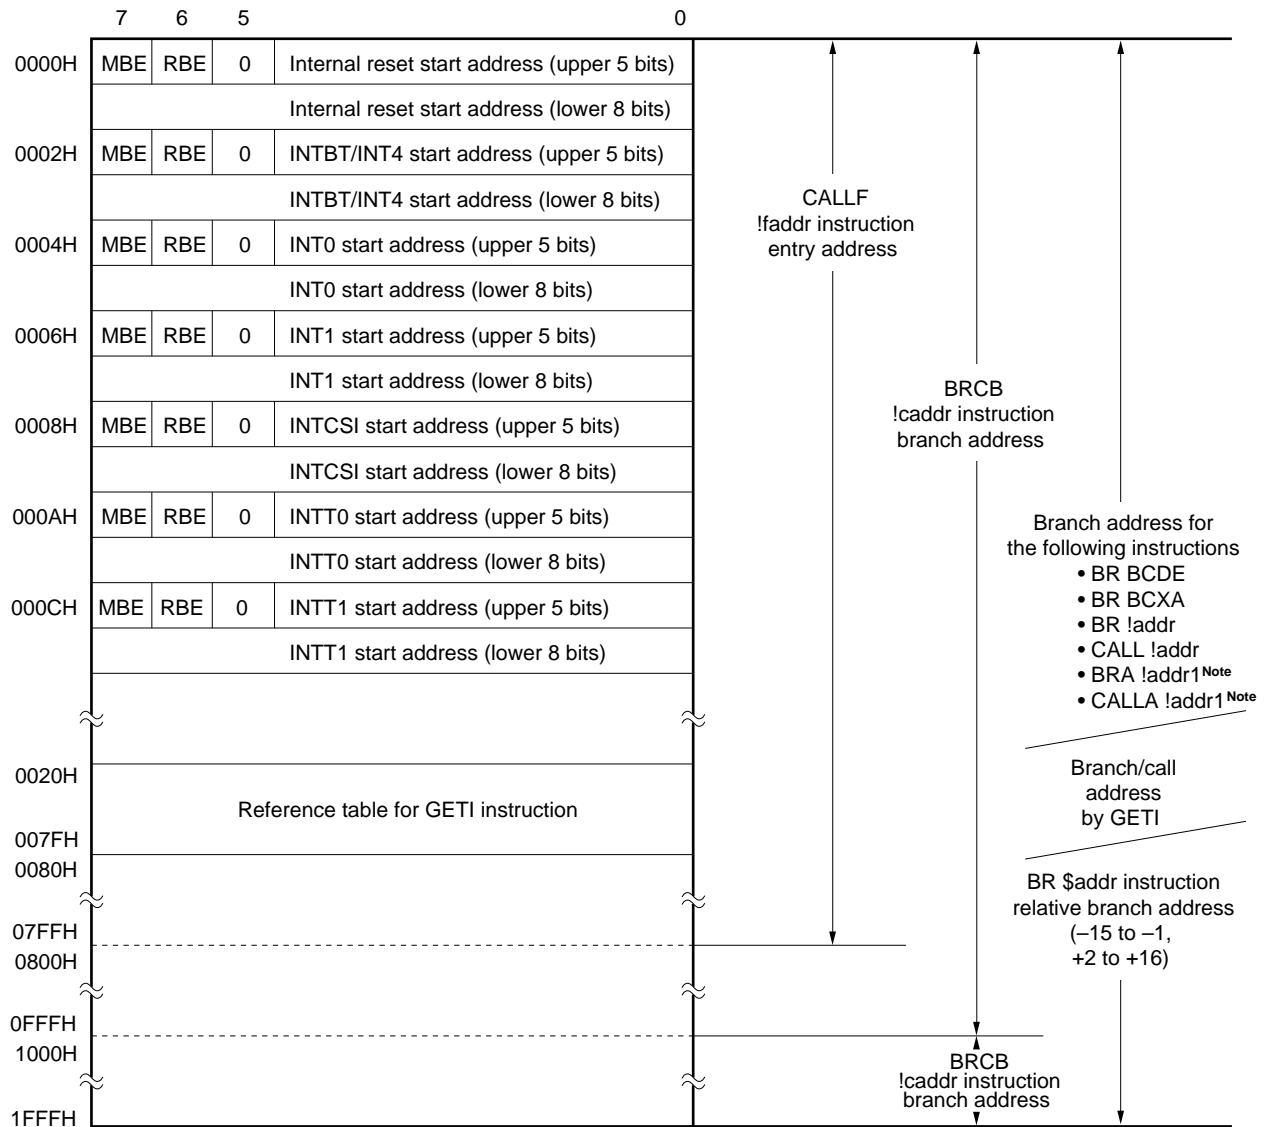 7 6 5 0
0000H MBE RBE 0 Internal reset start address (upper 5 bits)
Internal reset start address (lower 8 bits)
0002H MBE RBE 0 INTBT/INT4 start address (upper 5 bits)
INTBT/INT4 start address (lower 8 bits)
0004H MBE RBE 0 INT0 start address (upper 5 bits)
INT0 start address (lower 8 bits)
0006H MBE RBE 0 INT1 start address (upper 5 bits)
INT1 start address (lower 8 bits)
0008H MBE RBE 0 INTCSI start address (upper 5 bits)
INTCSI start address (lower 8 bits)
000AH MBE RBE 0 INTT0 start address (upper 5 bits)
INTT0 start address (lower 8 bits)
000CH MBE RBE 0 INTT1 start address (upper 5 bits)
INTT1 start address (lower 8 bits)
0020H
Reference table for GETI instruction
007FH
0080H
07FFH
0800H
0FFFH
1000H
1FFFH
CALLF
!faddr instruction
entry address
BRCB
!caddr instruction
branch address
BRCB
!caddr instruction
branch address
Branch address for
the following instructions
• BR BCDE
• BR BCXA
• BR !addr
• CALL !addr
• BRA !addr1Note
• CALLA !addr1Note
Branch/call
address
by GETI
BR $addr instruction
relative branch address
(–15 to –1,
+2 to +16)